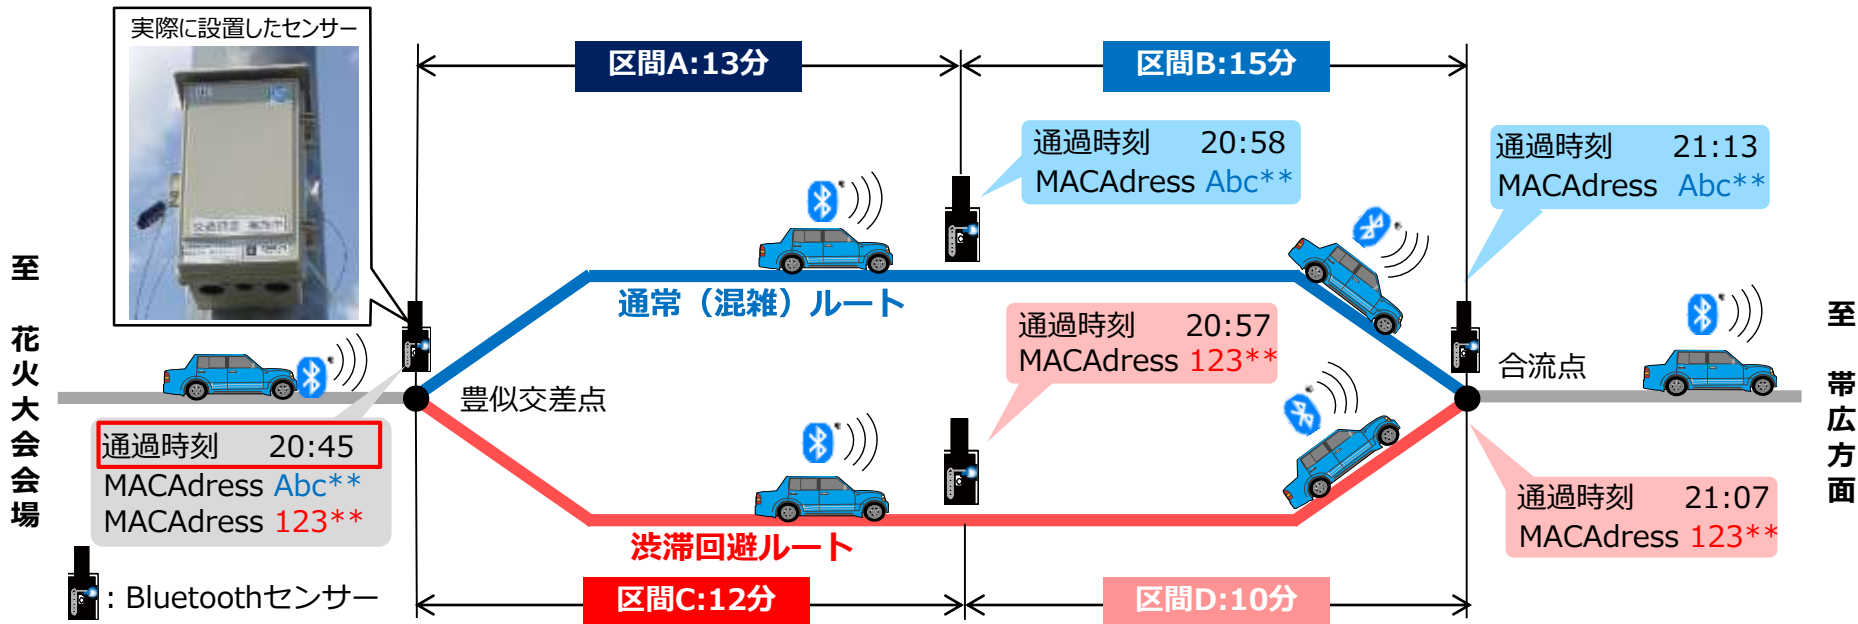 実際に設置したセンサー
区間A:13分
区間B:15分
通過時刻 20:58
MACAdress Abc**
通過時刻 21:13
MACAdress Abc**
至 花火大会会場
通常（混雑）ルート
通過時刻 20:57
MACAdress 123**
合流点
至 帯広方面
豊似交差点
通過時刻 20:45
MACAdress Abc**
MACAdress 123**
通過時刻 21:07
MACAdress 123**
渋滞回避ルート
: Bluetoothセンサー
区間C:12分
区間D:10分